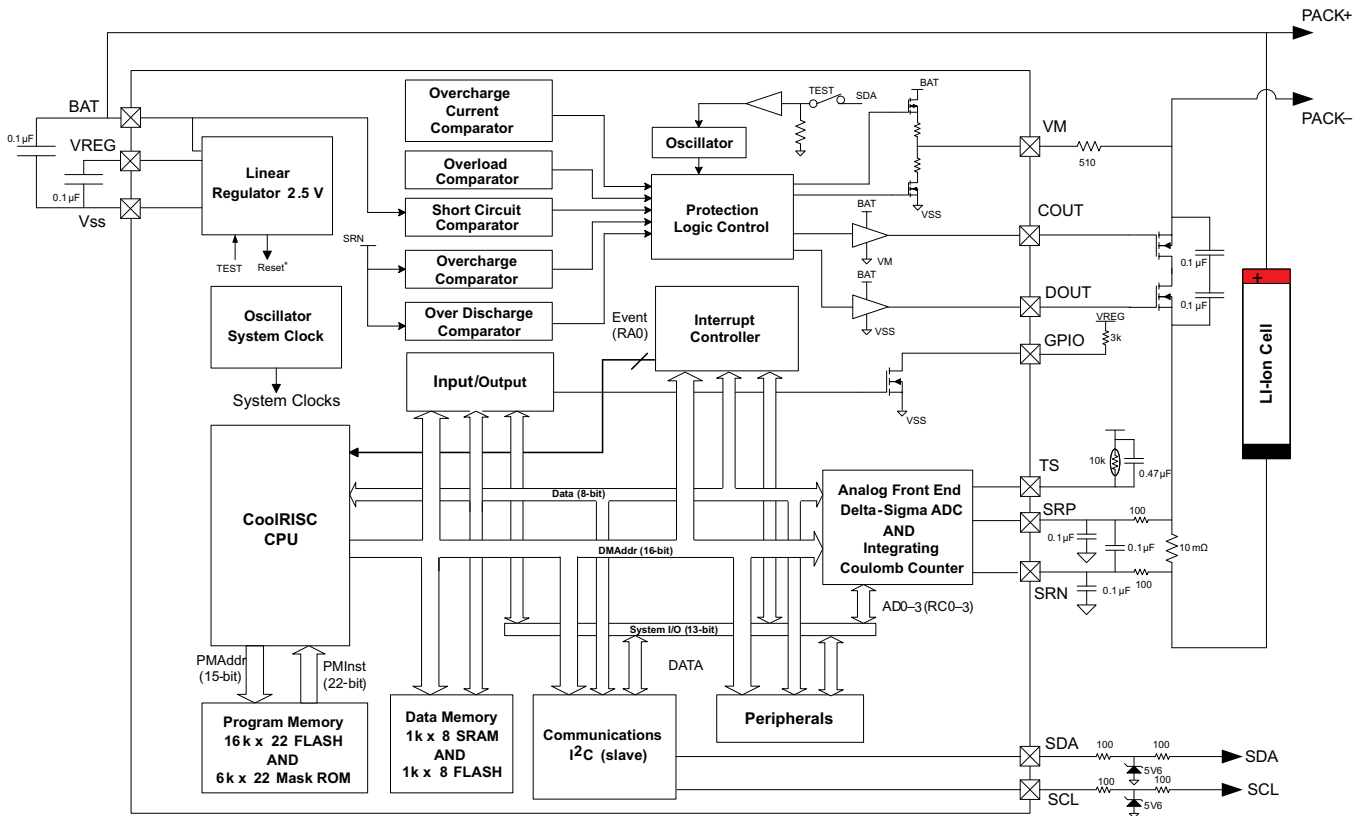 PACK+
PACK–
BAT
0.1 µF
VREG
0.1 µF
Vss
Linear
Regulator 2.5 V
TEST
Reset*
Oscillator
System Clock
System Clocks
Overcharge
Current
Comparator
Overload
Comparator
Short Circuit
Comparator
SRN
Overcharge
Comparator
Over Discharge
Comparator
TEST
SDA
Oscillator
Protection
Logic Control
BAT
VSS
BAT
VM
BAT
VSS
VM
510
COUT
0.1 µF
DOUT
0.1 µF
VREG
3k
GPIO
VSS
+
LI-Ion Cell
Event
(RA0)
Interrupt
Controller
Input/Output
CoolRISC
CPU
Data (8-bit)
DMAddr (16-bit)
Analog Front End
Delta-Sigma ADC
AND
Integrating
Coulomb Counter
TS
10k
0.47µF
SRP
100
0.1 µF
0.1 µF
10 mΩ
100
SRN
0.1 µF
AD0–3 (RC0–3)
System I/O (13-bit)
DATA
PMAddr
(15-bit)
PMInst
(22-bit)
Program Memory
16k x 22 FLASH
AND
6k x 22 Mask ROM
Data Memory
1k x 8 SRAM
AND
1k x 8 FLASH
Communications
I2C (slave)
Peripherals
SDA
100
100
SDA
5V6
SCL
100
100
SCL
5V6